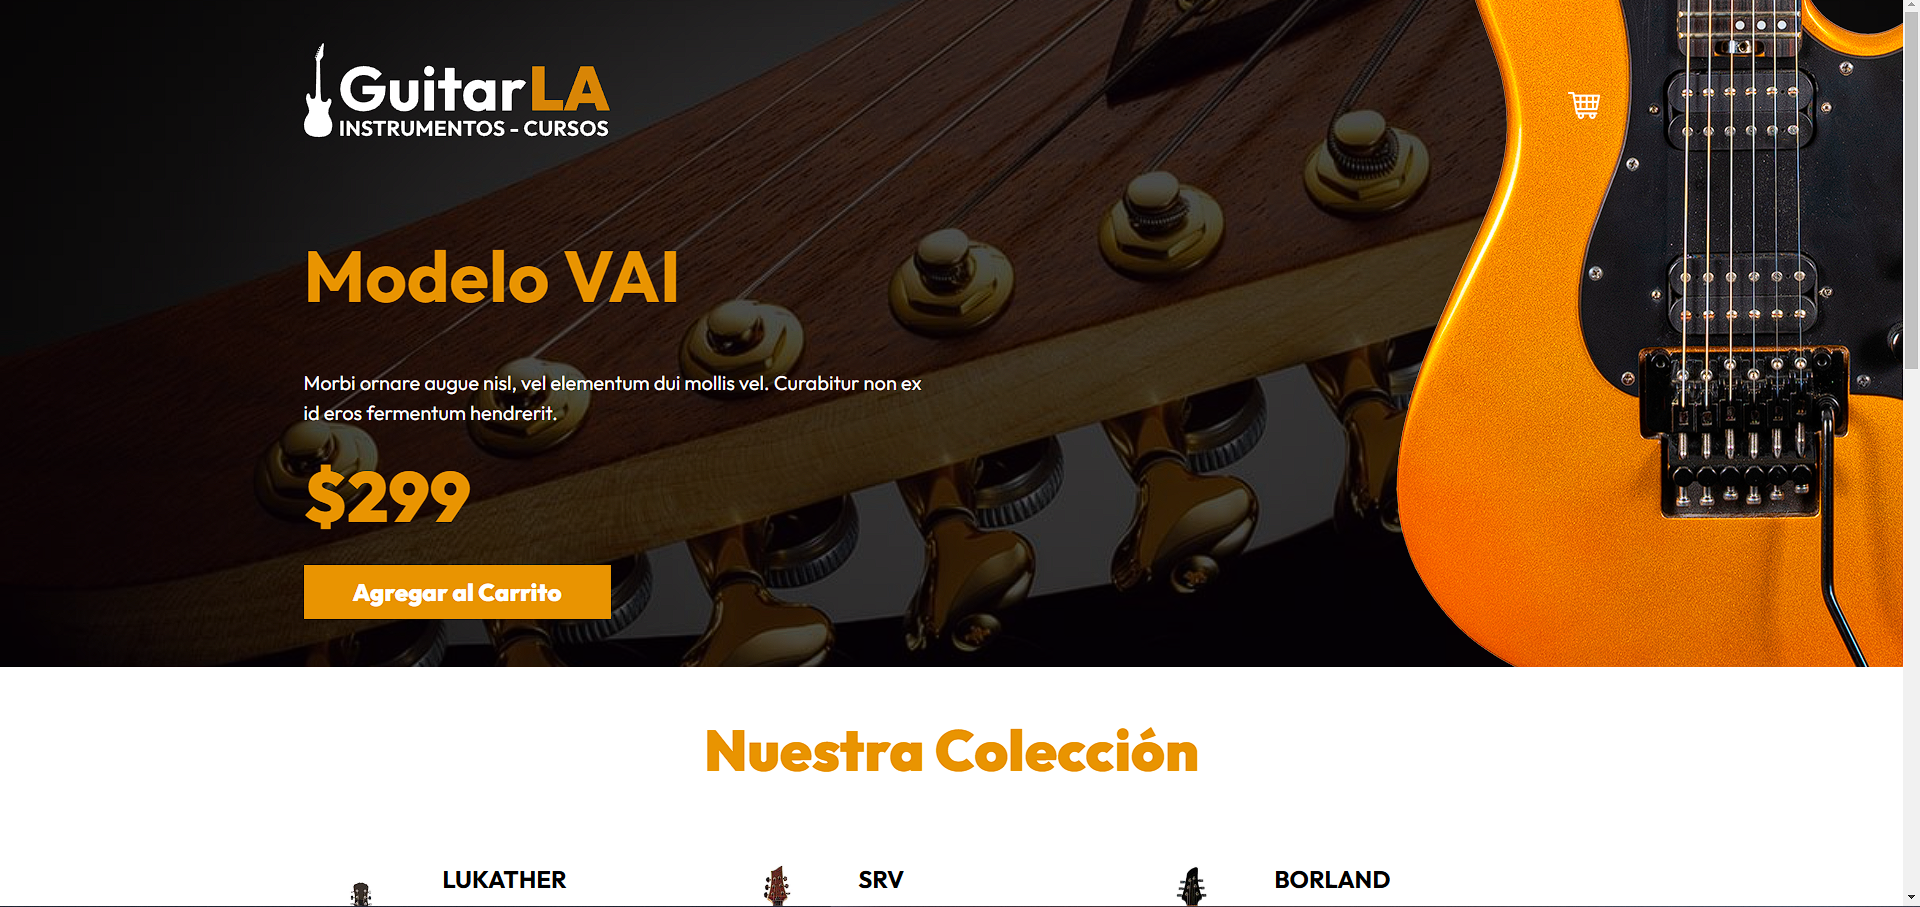 GuitarLA
INSTRUMENTOS - CURSOS
Modelo VAI
Morbi ornare augue nisl, vel elementum dui mollis vel. Curabitur non ex
id eros fermentum hendrerit.
$299
Agregar al Carrito
Nuestra Colección
LUKATHER
SRV
BORLAND